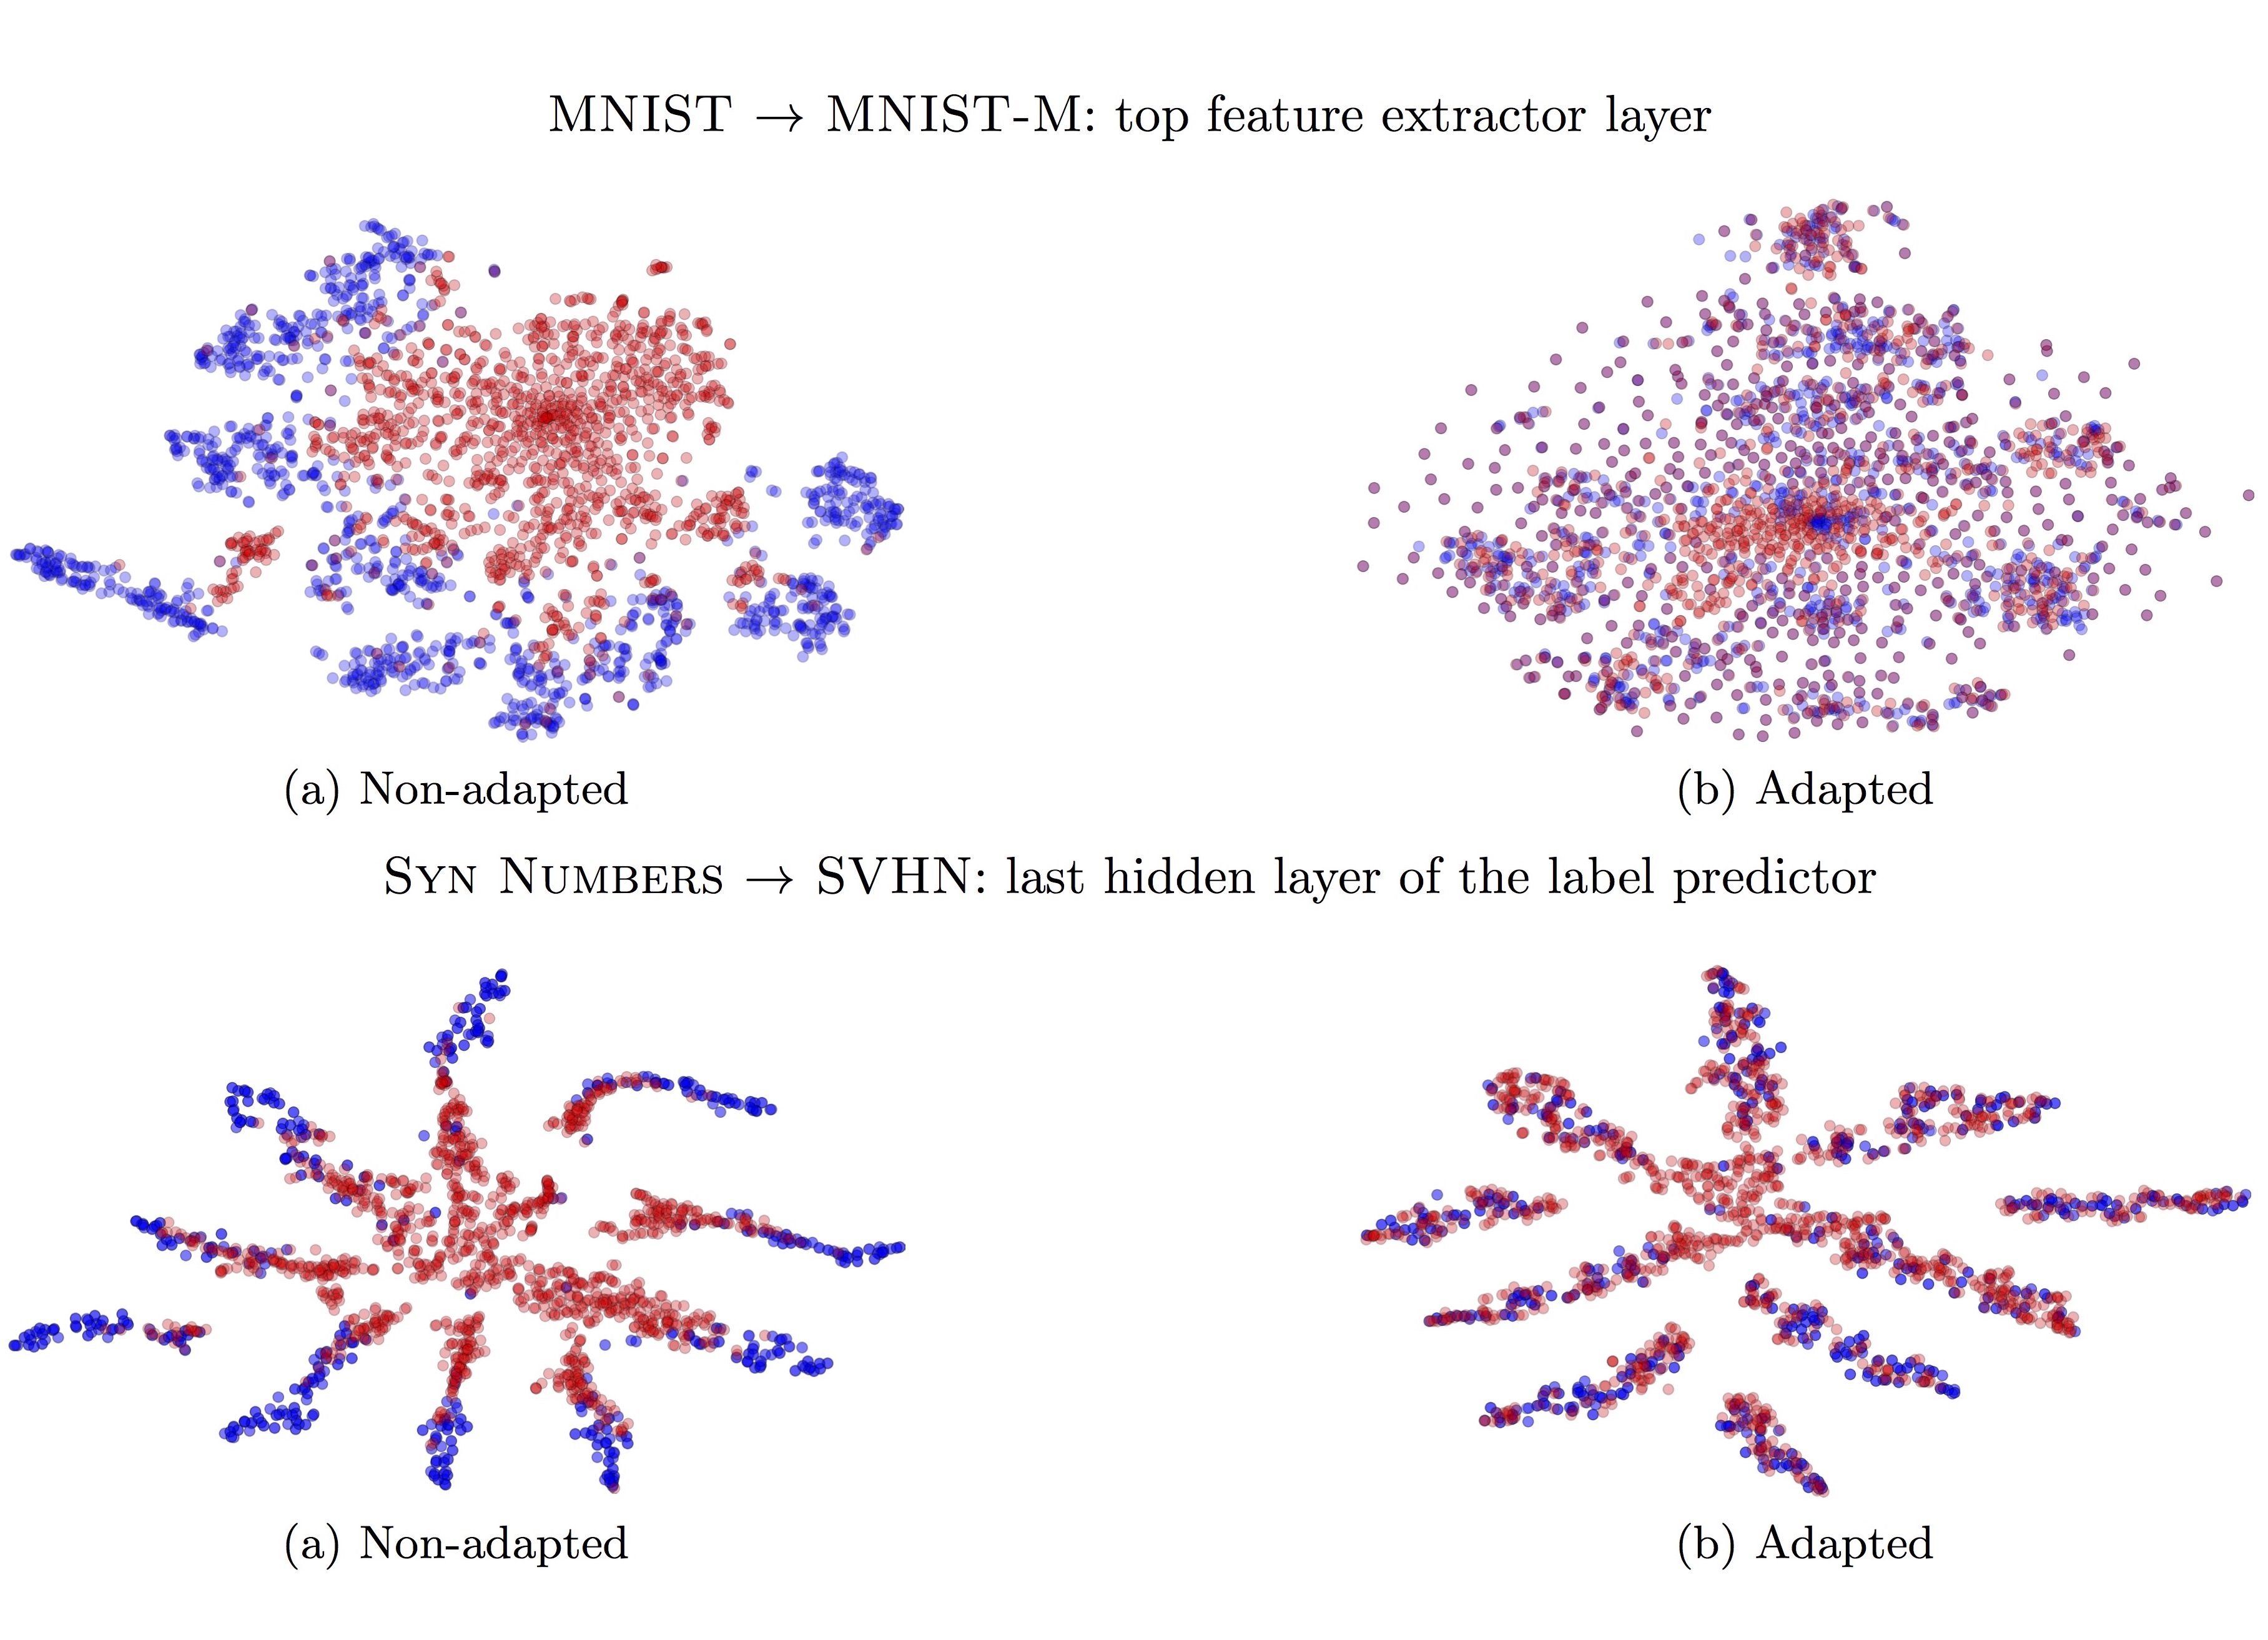 MNIST → MNIST-M: top feature extractor layer
(a) Non-adapted
(b) Adapted
Syn Numbers → SVHN: last hidden layer of the label predictor
(a) Non-adapted
(b) Adapted